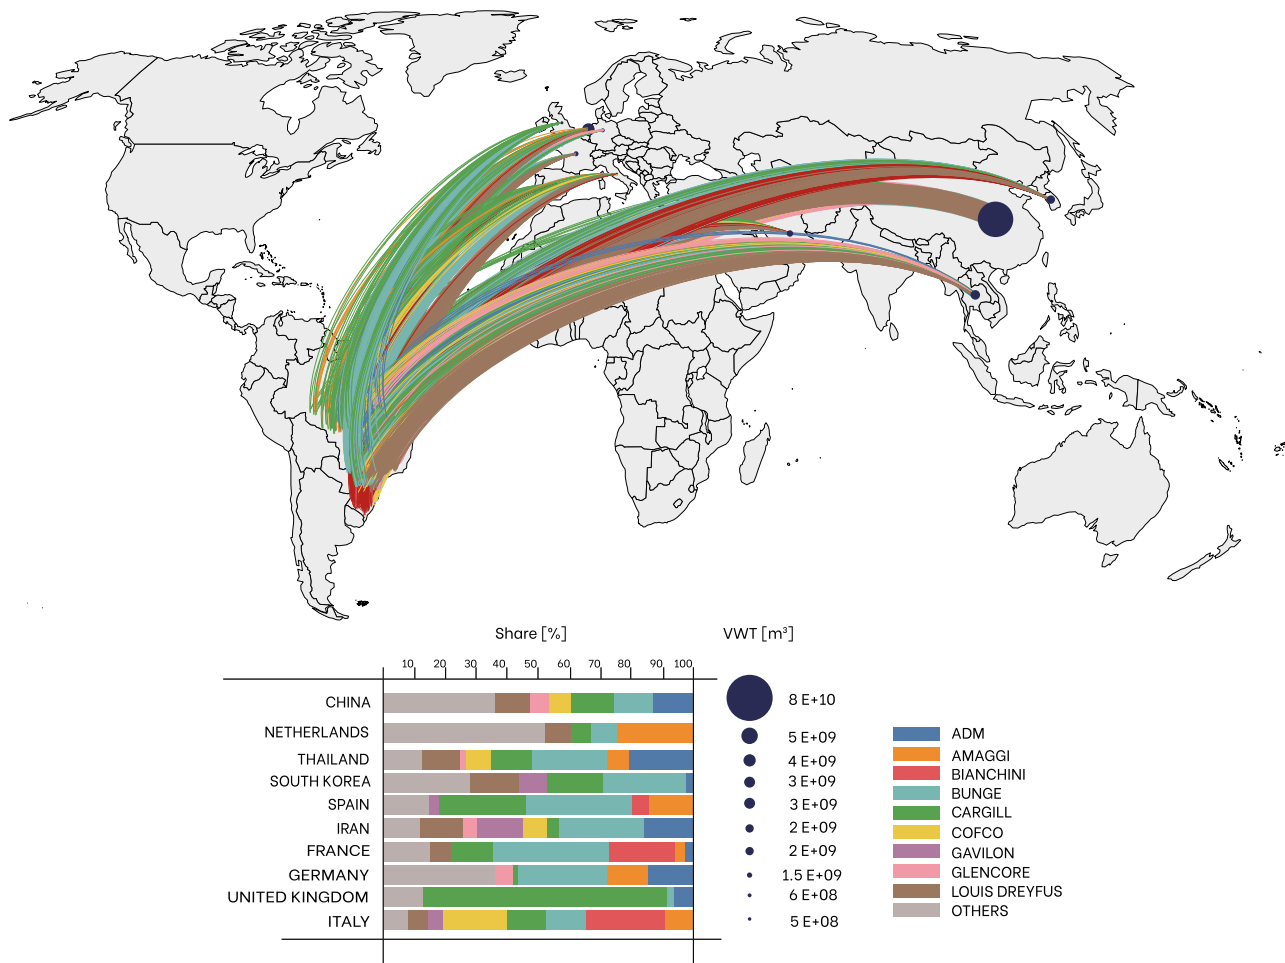 Share [%] VWT [m³]
10 20 30 40 50 60 70 80 90 100
CHINA 8 E+10
NETHERLANDS 5 E+09
THAILAND 4 E+09
SOUTH KOREA 3 E+09
SPAIN 3 E+09
IRAN 2 E+09
FRANCE 2 E+09
GERMANY 1.5 E+09
UNITED KINGDOM 6 E+08
ITALY 5 E+08
ADM
AMAGGI
BIANCHINI
BUNGE
CARGILL
COFCO
GAVILON
GLENCORE
LOUIS DREYFUS
OTHERS